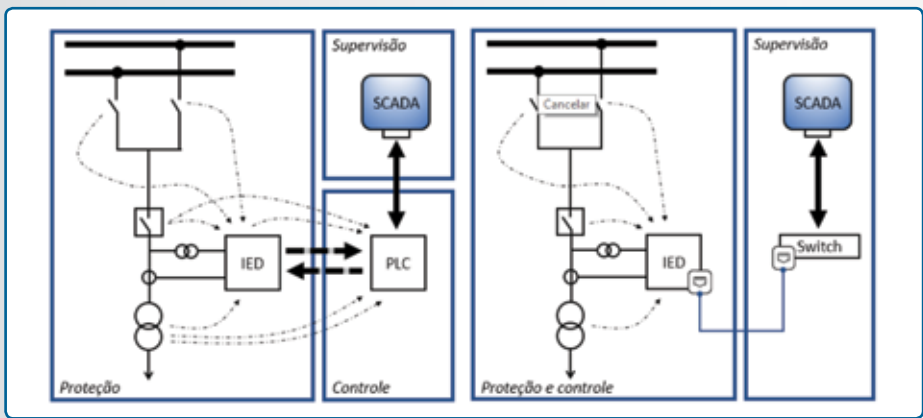 Supervisão
SCADA
IED
PLC
Proteção
Controle
Supervisão
Cancelar
SCADA
Switch
IED
Proteção e controle